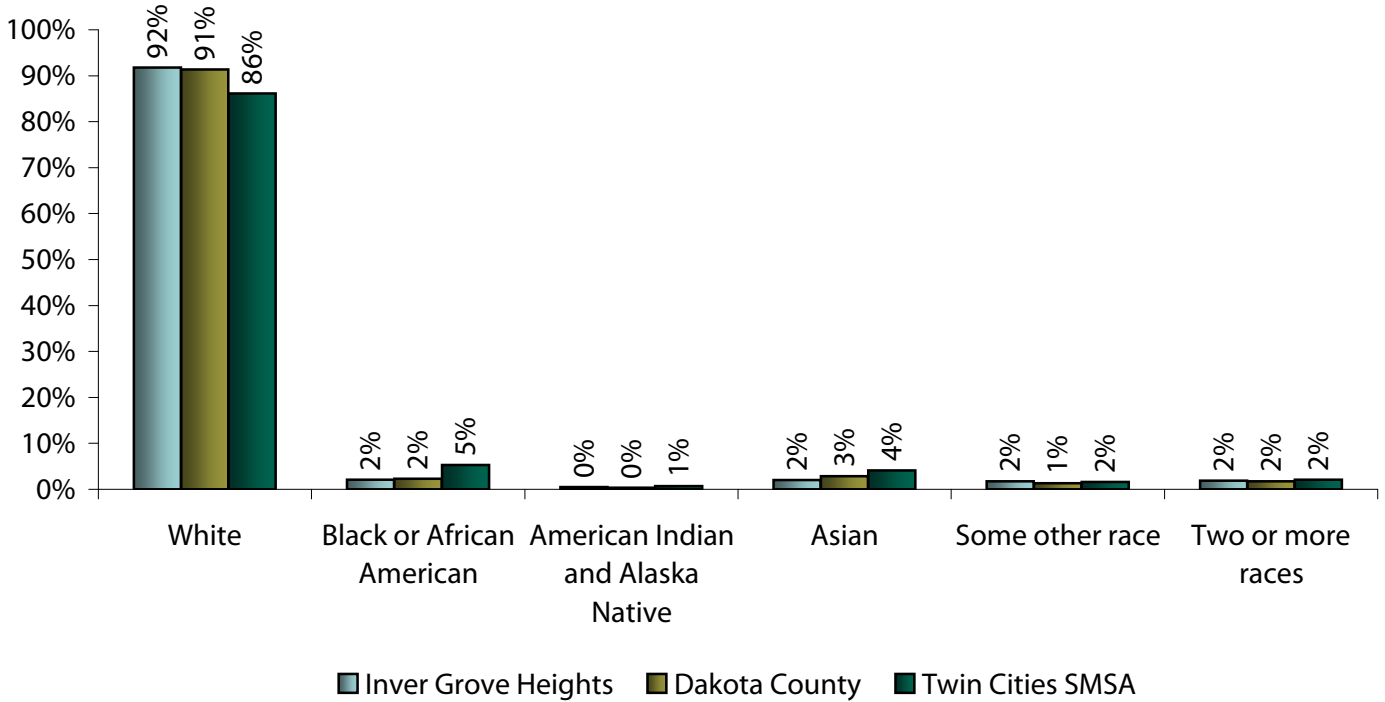 100%
90%
80%
70%
60%
50%
40%
30%
20%
10%
0%
92%
91%
86%
2%
2%
5%
0%
0%
1%
2%
3%
4%
2%
1%
2%
2%
2%
2%
White
Black or African
American
American Indian
and Alaska
Native
Asian
Some other race
Two or more
races
Inver Grove Heights
Dakota County
Twin Cities SMSA